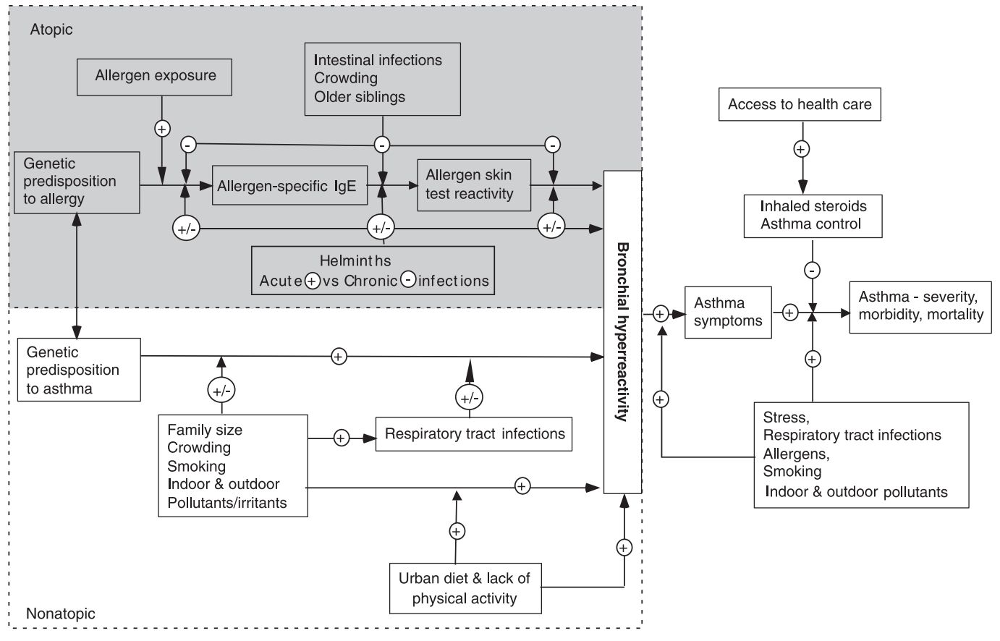 Atopic
Allergen exposure
Intestinal infections
Crowding
Older siblings
Access to health care
+
-
-
-
+
Genetic
predisposition
to allergy
Allergen-specific IgE
Allergen skin
test reactivity
Inhaled steroids
Asthma control
+/-
+/-
+/-
Helminths
Acute + vs Chronic - infections
Bronchial hyperreactivity
-
+
Asthma
symptoms
+
Asthma - severity,
morbidity, mortality
Genetic
predisposition
to asthma
+
+
+/-
+/-
+
Family size
Crowding
Smoking
Indoor & outdoor
Pollutants/irritants
+
Respiratory tract infections
Stress,
Respiratory tract infections
Allergens,
Smoking
Indoor & outdoor pollutants
+
+
+
Urban diet & lack of
physical activity
Nonatopic